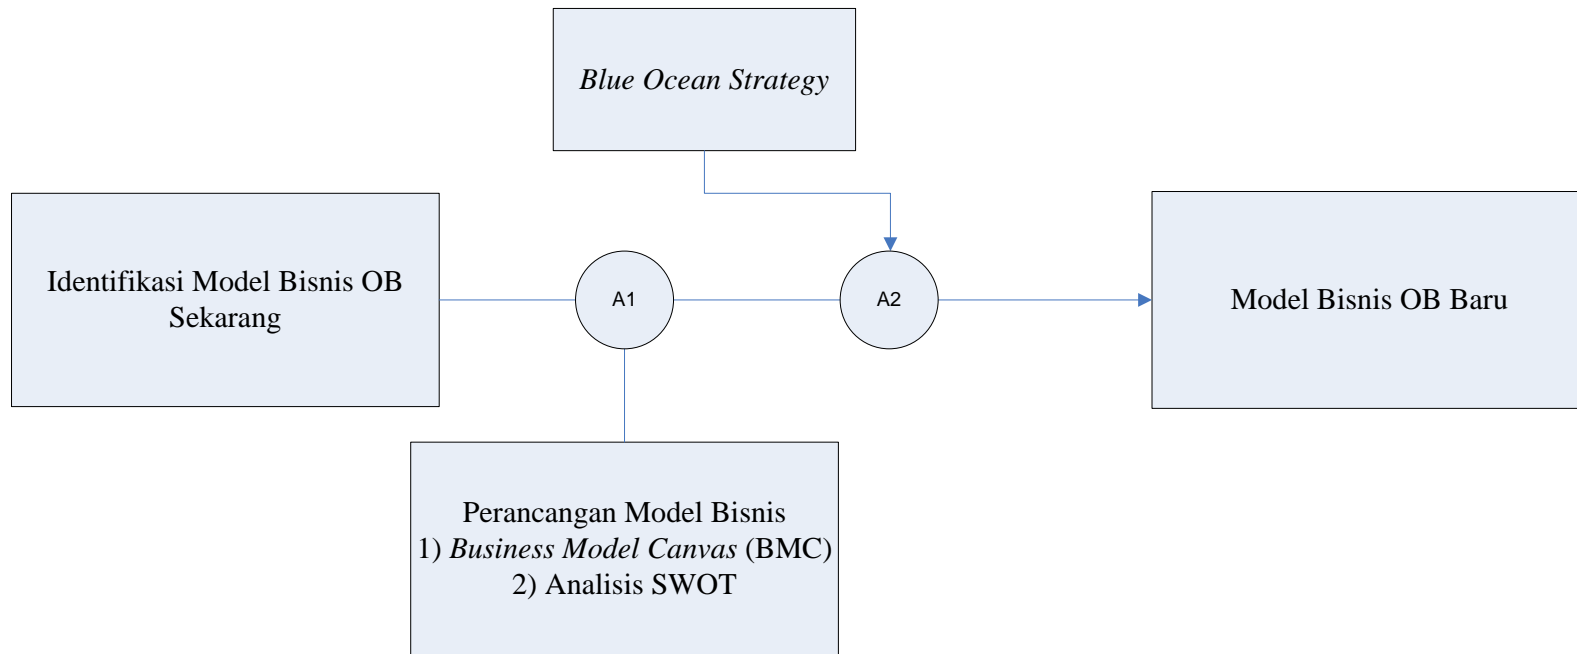 Blue Ocean Strategy
Identifikasi Model Bisnis OB
Sekarang
A1
A2
Model Bisnis OB Baru
Perancangan Model Bisnis
1) Business Model Canvas (BMC)
2) Analisis SWOT